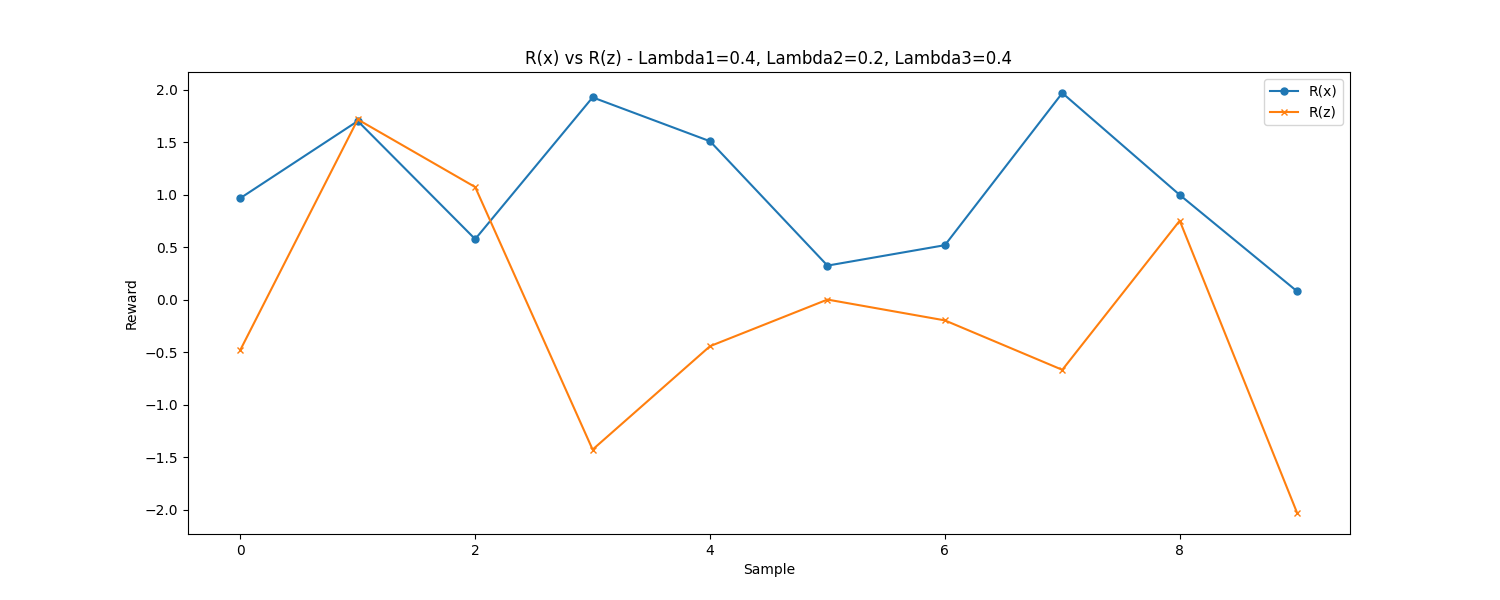 R(x) vs R(z) - Lambda1=0.4, Lambda2=0.2, Lambda3=0.4
R(x)
R(z)
2.0
1.5
1.0
0.5
0.0
−0.5
−1.0
−1.5
−2.0
Reward
0 2 4 6 8
Sample